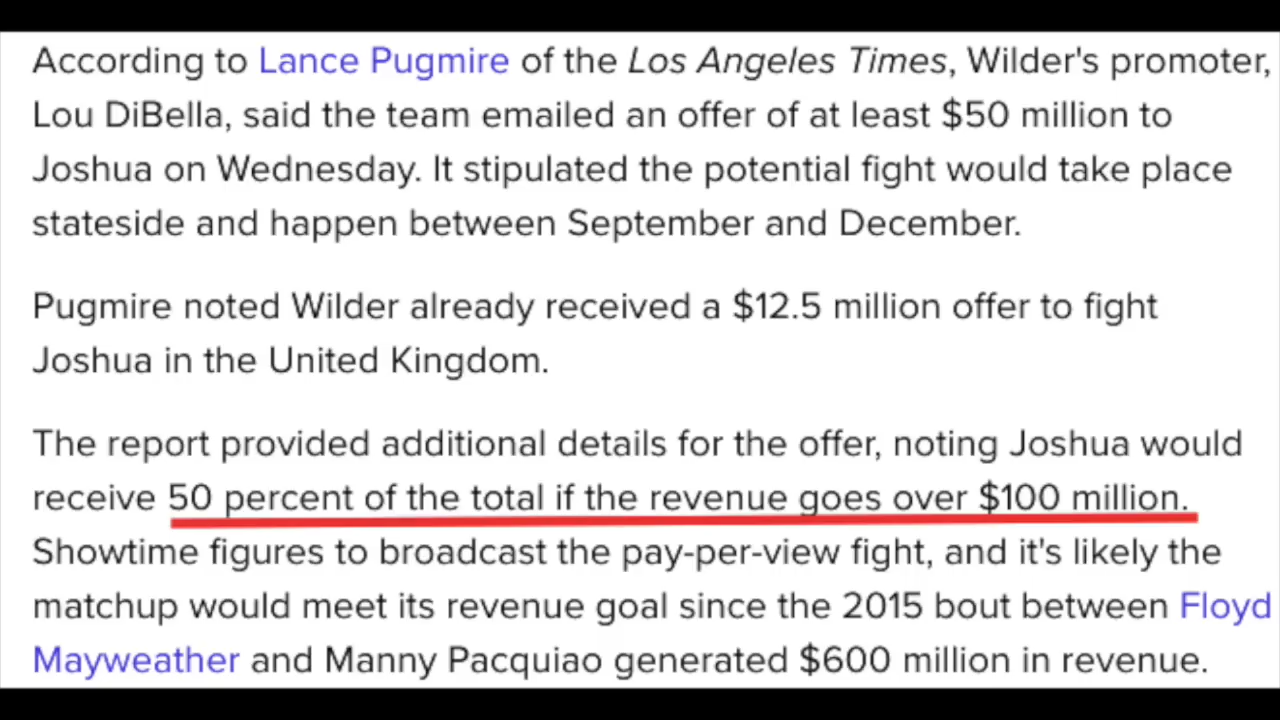 According to Lance Pugmire of the Los Angeles Times, Wilder's promoter,
Lou DiBella, said the team emailed an offer of at least $50 million to
Joshua on Wednesday. It stipulated the potential fight would take place
stateside and happen between September and December.
Pugmire noted Wilder already received a $12.5 million offer to fight
Joshua in the United Kingdom.
The report provided additional details for the offer, noting Joshua would
receive 50 percent of the total if the revenue goes over $100 million.
Showtime figures to broadcast the pay-per-view fight, and it's likely the
matchup would meet its revenue goal since the 2015 bout between Floyd
Mayweather and Manny Pacquiao generated $600 million in revenue.